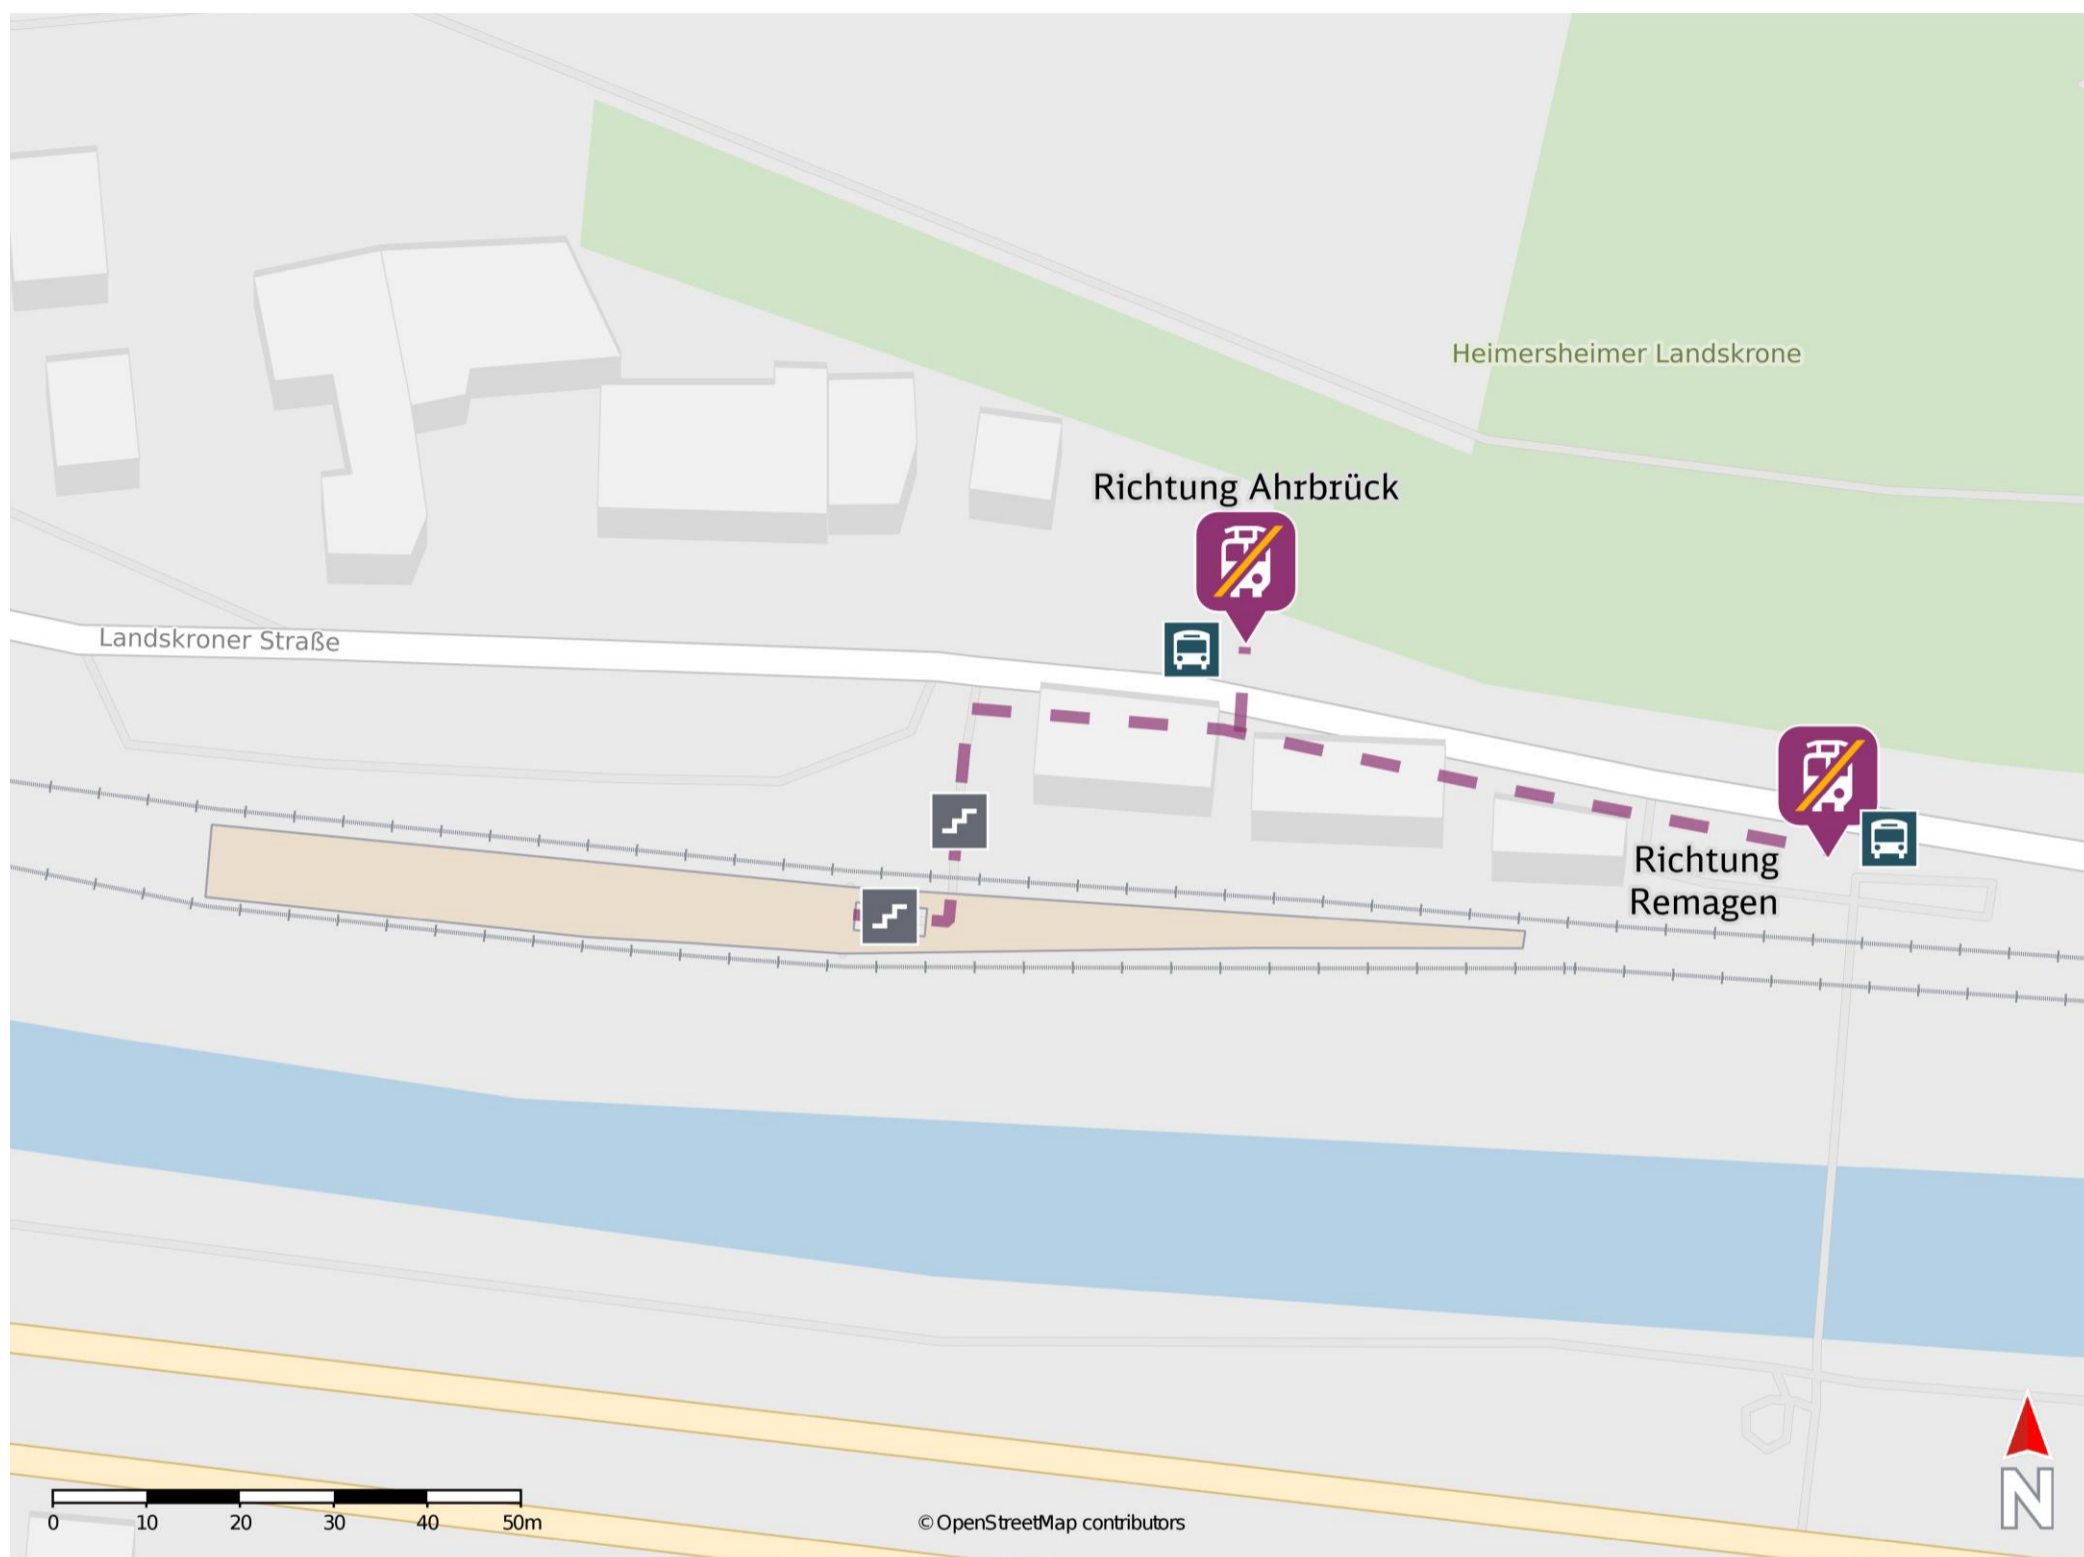 Heimersheimer Landskrone
Richtung Ahrbrück
Landskroner Straße
Richtung
Remagen
0 10 20 30 40 50m
© OpenStreetMap contributors
N